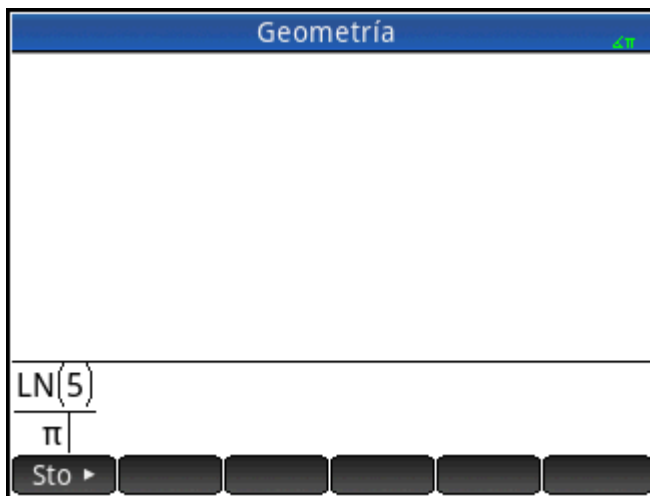 Geometría
∡π
LN(5)
π
Sto ►